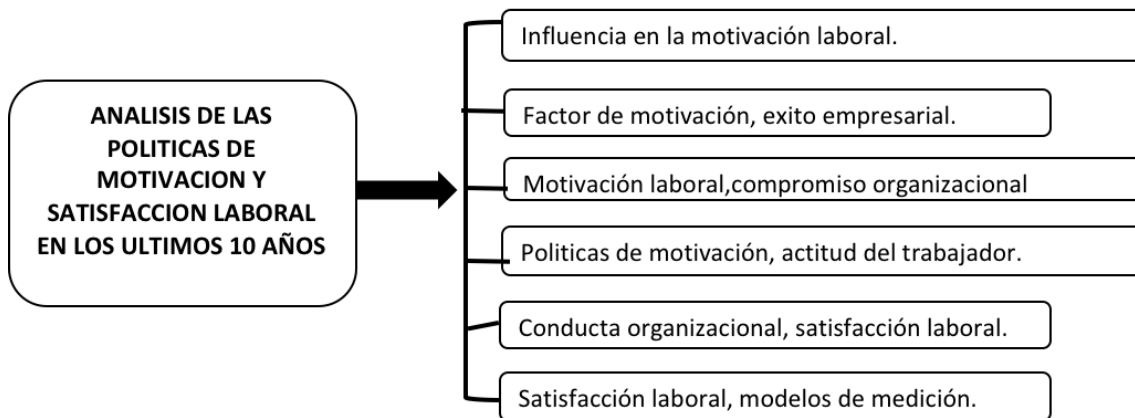 ANALISIS DE LAS
POLITICAS DE
MOTIVACION Y
SATISFACCION LABORAL
EN LOS ULTIMOS 10 AÑOS
Influencia en la motivación laboral.
Factor de motivación, exito empresarial.
Motivación laboral,compromiso organizacional
Politicas de motivación, actitud del trabajador.
Conducta organizacional, satisfacción laboral.
Satisfacción laboral, modelos de medición.